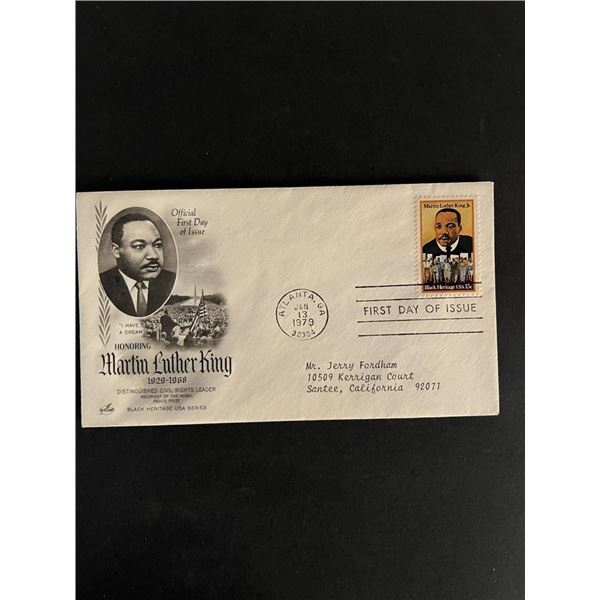 Official
First Day
of Issue
"I HAVE
A DREAM"
HONORING
Martin Luther King
1929-1968
DISTINGUISHED CIVIL RIGHTS LEADER
RECIPIENT OF THE NOBEL
PEACE PRIZE
BLACK HERITAGE USA SERIES
Artcraft
ATLANTA, GA
JAN
13
1979
30304
Martin Luther King Jr.
Black Heritage USA 15c
FIRST DAY OF ISSUE
Mr. Jerry Fordham
10509 Kerrigan Court
Santee, California 92071